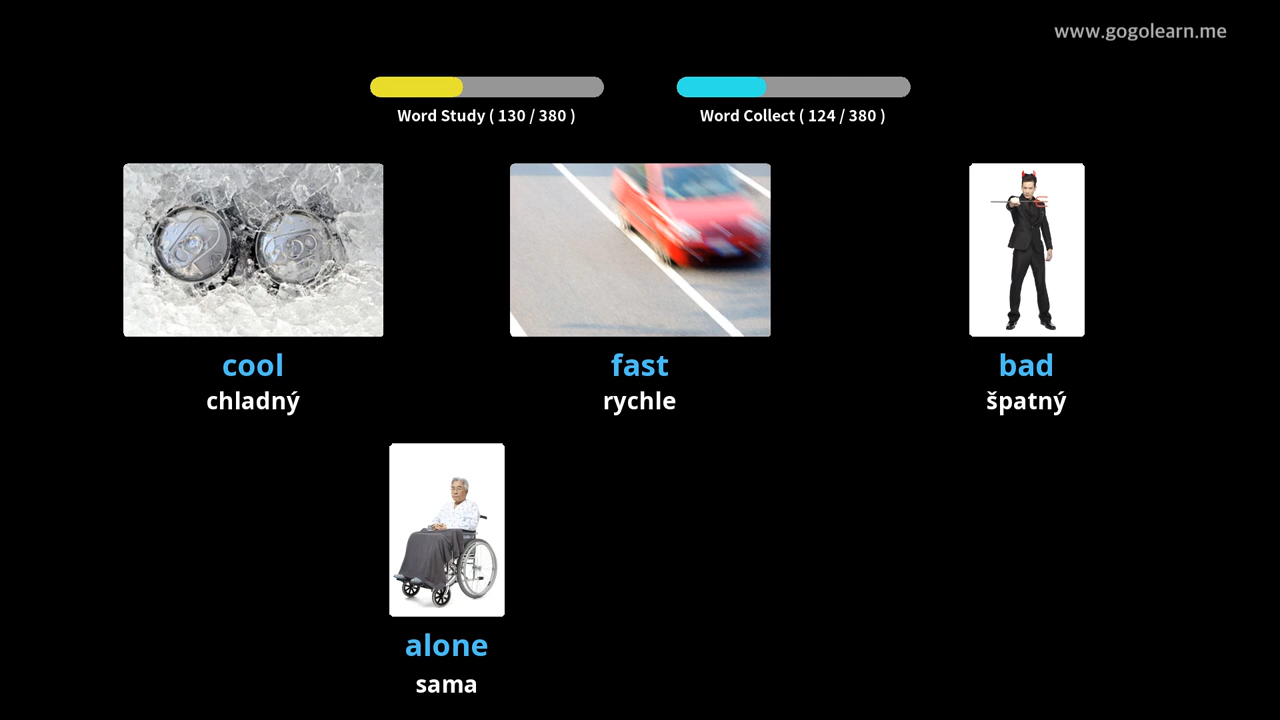 www.gogolearn.me
Word Study ( 130 / 380 )
Word Collect ( 124 / 380 )
cool
fast
bad
chladný
rychle
špatný
alone
sama